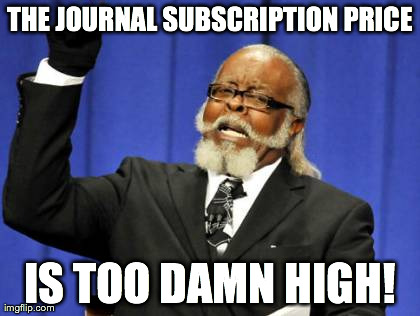 THE JOURNAL SUBSCRIPTION PRICE
IS TOO DAMN HIGH!
imgflip.com